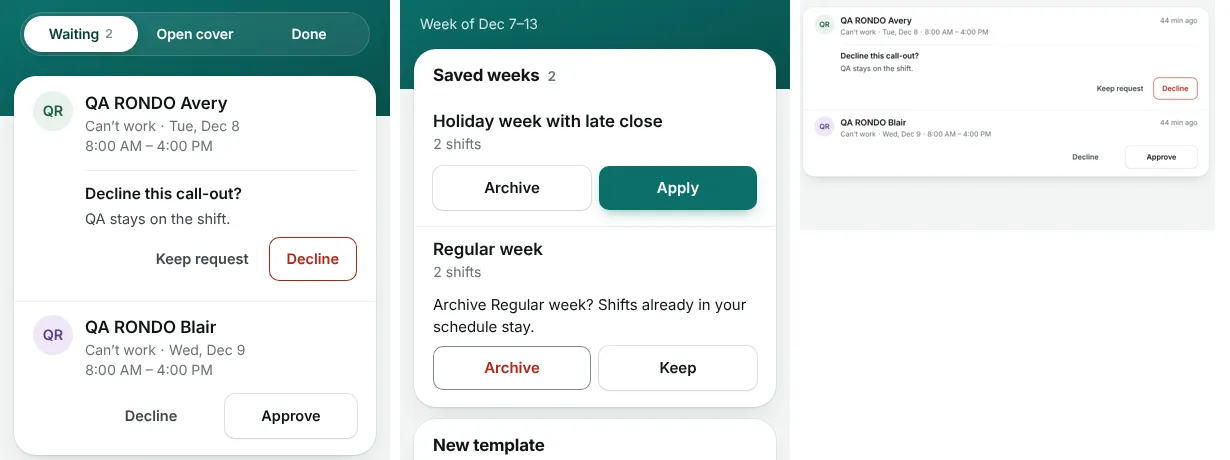 Waiting 2 Open cover Done
QR QA RONDO Avery
Can't work · Tue, Dec 8
8:00 AM – 4:00 PM
Decline this call-out?
QA stays on the shift.
Keep request Decline
QR QA RONDO Blair
Can't work · Wed, Dec 9
8:00 AM – 4:00 PM
Decline Approve
Week of Dec 7–13
Saved weeks 2
Holiday week with late close
2 shifts
Archive Apply
Regular week
2 shifts
Archive Regular week? Shifts already in your
schedule stay.
Archive Keep
New template
QR QA RONDO Avery 44 min ago
Can't work · Tue, Dec 8 · 8:00 AM – 4:00 PM
Decline this call-out?
QA stays on the shift.
Keep request Decline
QR QA RONDO Blair 44 min ago
Can't work · Wed, Dec 9 · 8:00 AM – 4:00 PM
Decline Approve